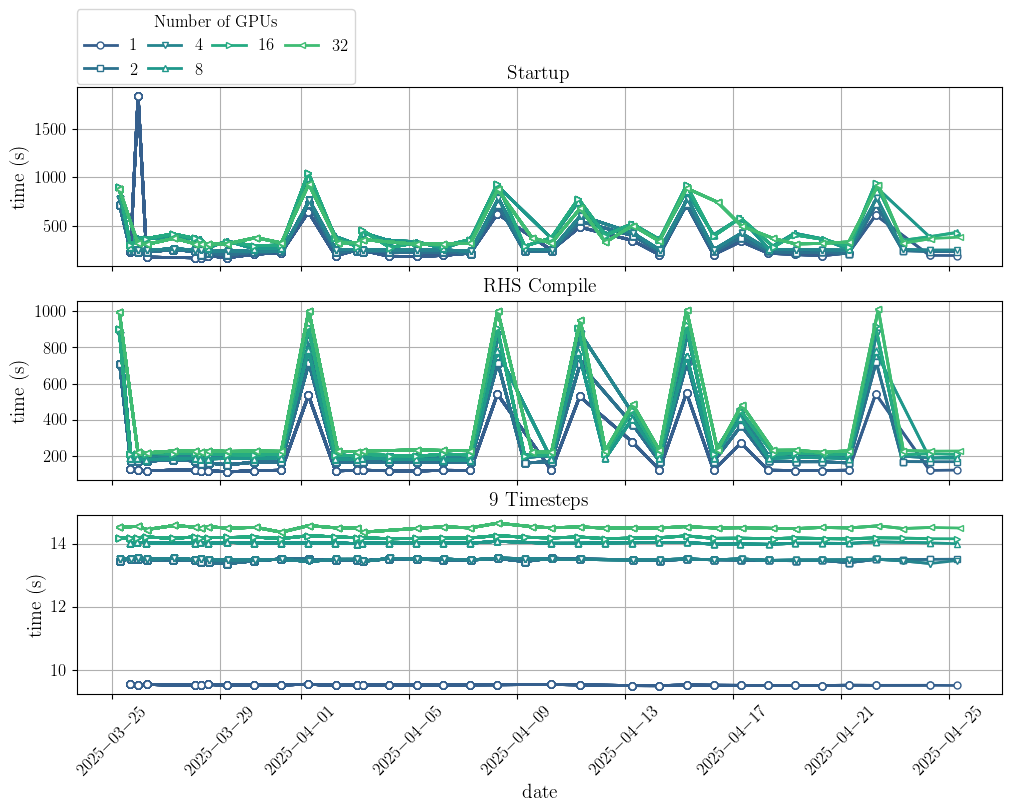 Number of GPUs
1 4 16 32
2 8
Startup
time (s)
1500
1000
500
RHS Compile
time (s)
1000
800
600
400
200
9 Timesteps
time (s)
14
12
10
2025−03−25 2025−03−29 2025−04−01 2025−04−05 2025−04−09 2025−04−13 2025−04−17 2025−04−21 2025−04−25
date